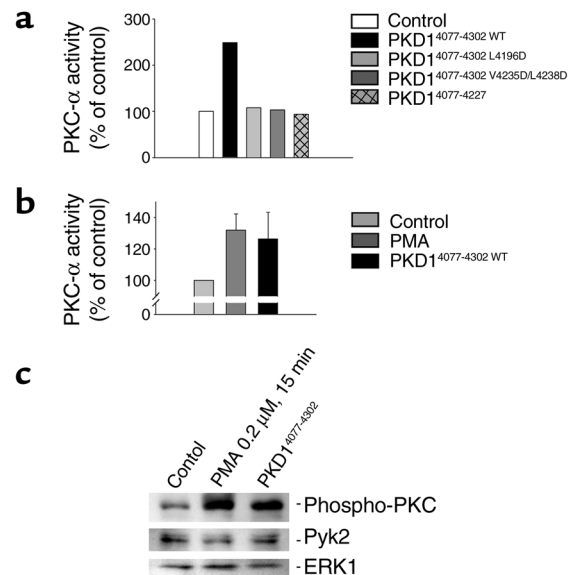 a
300
200
100
0
PKC-α activity
(% of control)
Control
PKD1^4077-4302 WT
PKD1^4077-4302 L4196D
PKD1^4077-4302 V4235D/L4238D
PKD1^4077-4227
b
140
120
100
0
PKC-α activity
(% of control)
Control
PMA
PKD1^4077-4302 WT
c
Contol
PMA 0.2 μM, 15 min
PKD1^4077-4302
-Phospho-PKC
-Pyk2
-ERK1